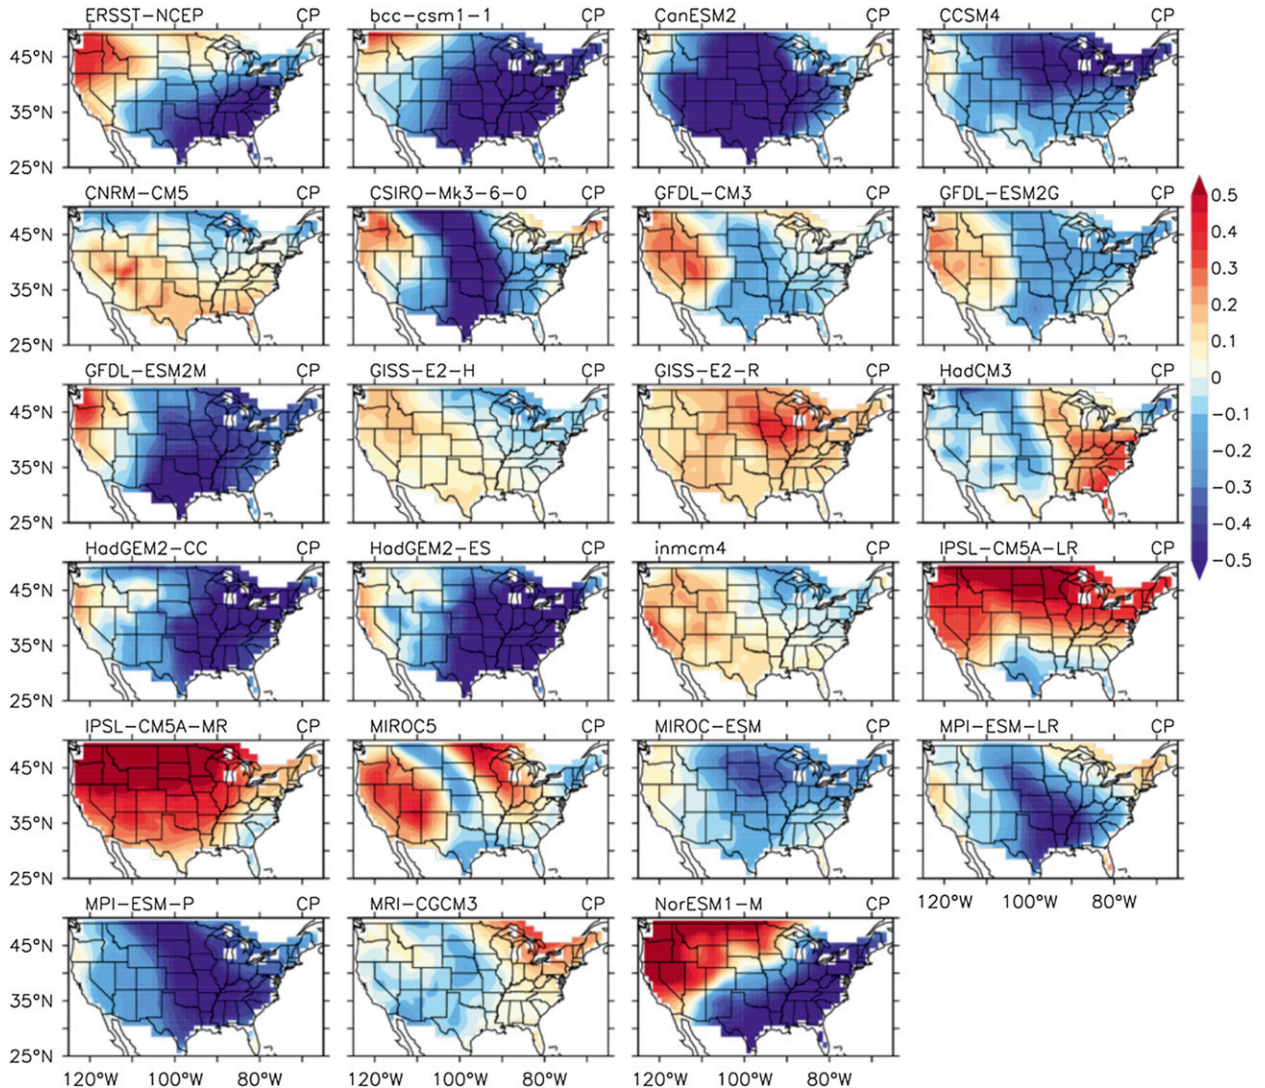 ERSST-NCEP CP bcc-csm1-1 CP CanESM2 CP CCSM4 CP
45°N
35°N
25°N
CNRM-CM5 CP CSIRO-Mk3-6-0 CP GFDL-CM3 CP GFDL-ESM2G CP
45°N
35°N
25°N
GFDL-ESM2M CP GISS-E2-H CP GISS-E2-R CP HadCM3 CP
45°N
35°N
25°N
HadGEM2-CC CP HadGEM2-ES CP inmcm4 CP IPSL-CM5A-LR CP
45°N
35°N
25°N
IPSL-CM5A-MR CP MIROC5 CP MIROC-ESM CP MPI-ESM-LR CP
45°N
35°N
25°N
120°W 100°W 80°W
MPI-ESM-P CP MRI-CGCM3 CP NorESM1-M CP
45°N
35°N
25°N
120°W 100°W 80°W 120°W 100°W 80°W 120°W 100°W 80°W
0.5
0.4
0.3
0.2
0.1
0
-0.1
-0.2
-0.3
-0.4
-0.5